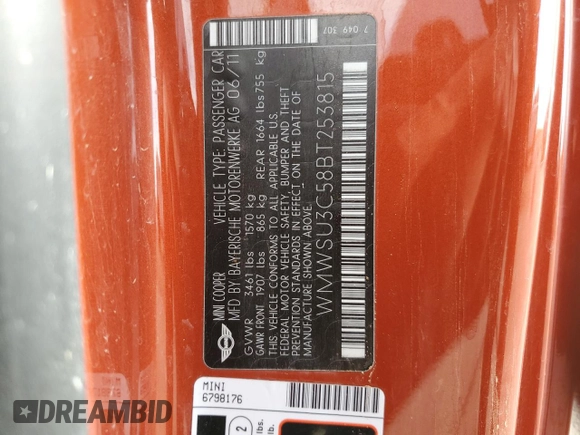 7 049 307
MINI COOPER VEHICLE TYPE: PASSENGER CAR
MFD BY BAYERISCHE MOTORENWERKE AG 06/11
GVWR 3461 lbs 1570 kg
GAWR FRONT 1907 lbs 865 kg REAR 1664 lbs 755 kg
THIS VEHICLE CONFORMS TO ALL APPLICABLE U.S.
FEDERAL MOTOR VEHICLE SAFETY, BUMPER AND THEFT
PREVENTION STANDARDS IN EFFECT ON THE DATE OF
MANUFACTURE SHOWN ABOVE.
WMWSU3C58BT253815
MINI
6798176
2
lbs.
lbs.
DREAMBID